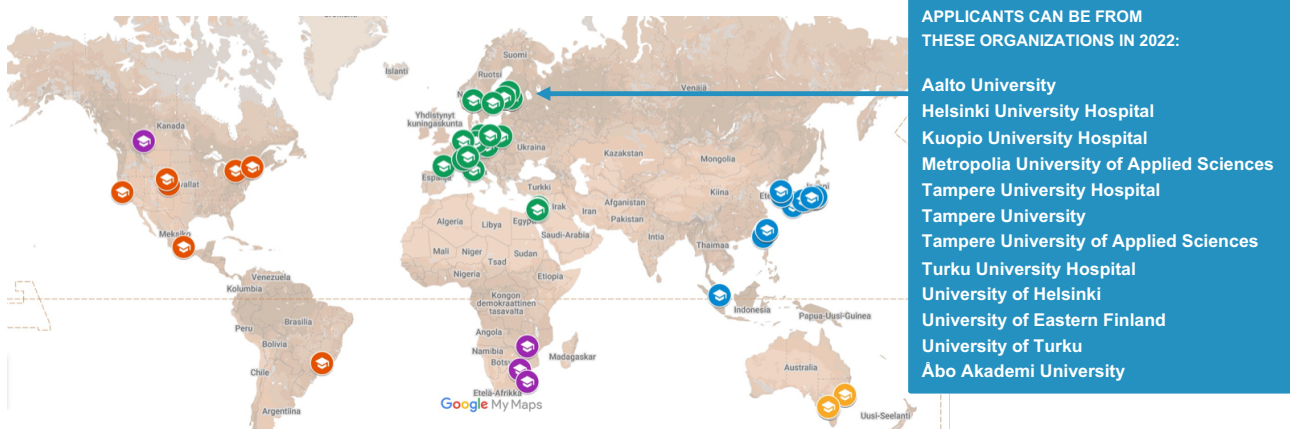 APPLICANTS CAN BE FROM
THESE ORGANIZATIONS IN 2022:
Aalto University
Helsinki University Hospital
Kuopio University Hospital
Metropolia University of Applied Sciences
Tampere University Hospital
Tampere University
Tampere University of Applied Sciences
Turku University Hospital
University of Helsinki
University of Eastern Finland
University of Turku
Åbo Akademi University
Suomi
Islanti
Ruotsi
Venäjä
Yhdistynyt
kuningaskunta
Kanada
Ukraina
Kazakstan
Mongolia
Turkki
Kiina
Irak
Iran
Afganistan
Pakistan
Algeria
Libya
Saudi-Arabia
Intia
Thaimaa
Mali
Niger
Tsad
Sudan
Nigeria
Etiopia
Venezuela
Kolumbia
Kongon
demokraattinen
tasavalta
Indonesia
Papua-Uusi-Guinea
Brasilia
Peru
Angola
Bolivia
Namibia
Madagaskar
Australia
Chile
Etelä-Afrikka
Google My Maps
Argentiina
Uusi-Seelanti